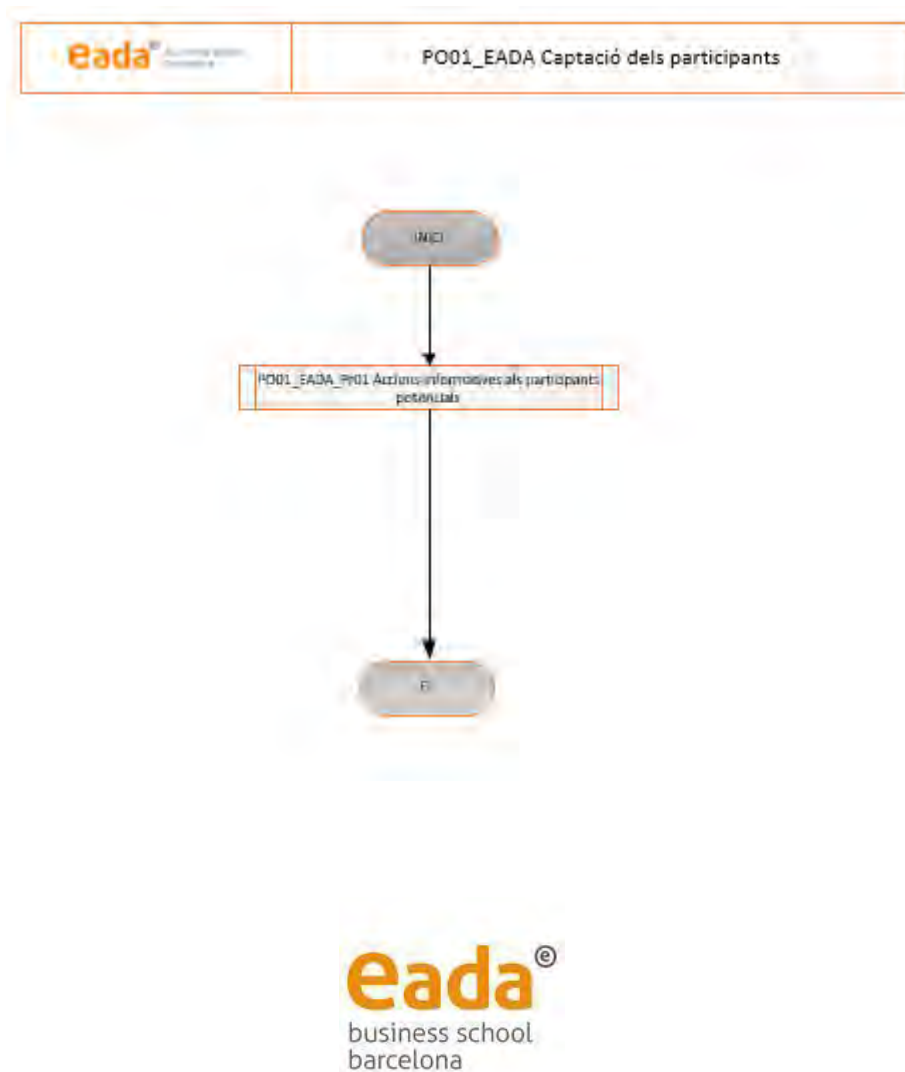 eada
PO01_EADA Captació dels participants
INICI
PO01_EADA_Pr01 Accions informatives als participants
potencials
FI
eada
business school
barcelona